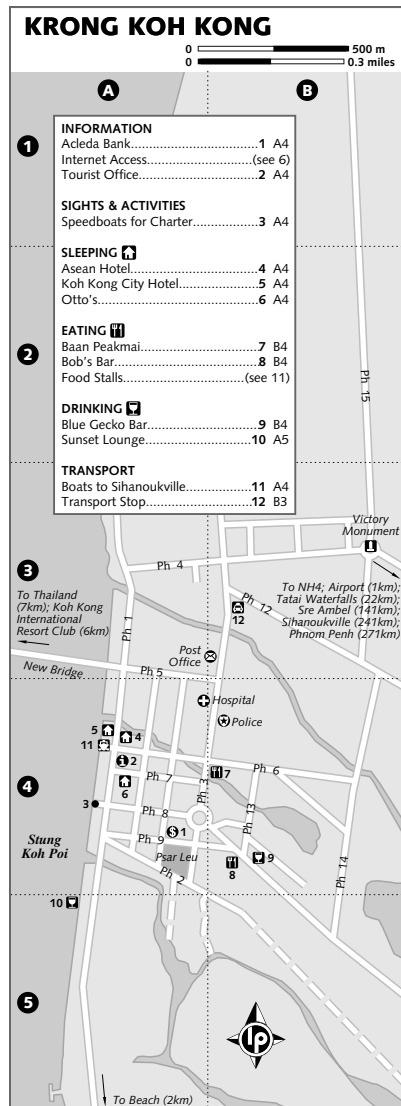 KRONG KOH KONG
0 500 m
0 0.3 miles
A B
1
INFORMATION
Acleda Bank..............................1 A4
Internet Access....................(see 6)
Tourist Office............................2 A4
SIGHTS & ACTIVITIES
Speedboats for Charter...............3 A4
SLEEPING
Asean Hotel..............................4 A4
Koh Kong City Hotel..................5 A4
Otto's......................................6 A4
EATING
Baan Peakmai...........................7 B4
Bob's Bar.................................8 B4
Food Stalls..........................(see 11)
DRINKING
Blue Gecko Bar.........................9 B4
Sunset Lounge.........................10 A5
TRANSPORT
Boats to Sihanoukville..............11 A4
Transport Stop........................12 B3
2
Ph 15
Victory
Monument
3
Ph 4
To Thailand
(7km); Koh Kong
International
Resort Club (6km)
Ph 1
Ph 12
12
To NH4; Airport (1km);
Tatai Waterfalls (22km);
Sre Ambel (141km);
Sihanoukville (241km);
Phnom Penh (271km)
Post
Office
New Bridge
Ph 5
Hospital
Police
5
4
11
2
Ph 6
7
Ph 7
6
Ph 3
4
3
Ph 8
Ph 13
1
Ph 9
Stung
Koh Poi
Psar Leu
Ph 2
8
9
Ph 14
10
5
lp
To Beach (2km)